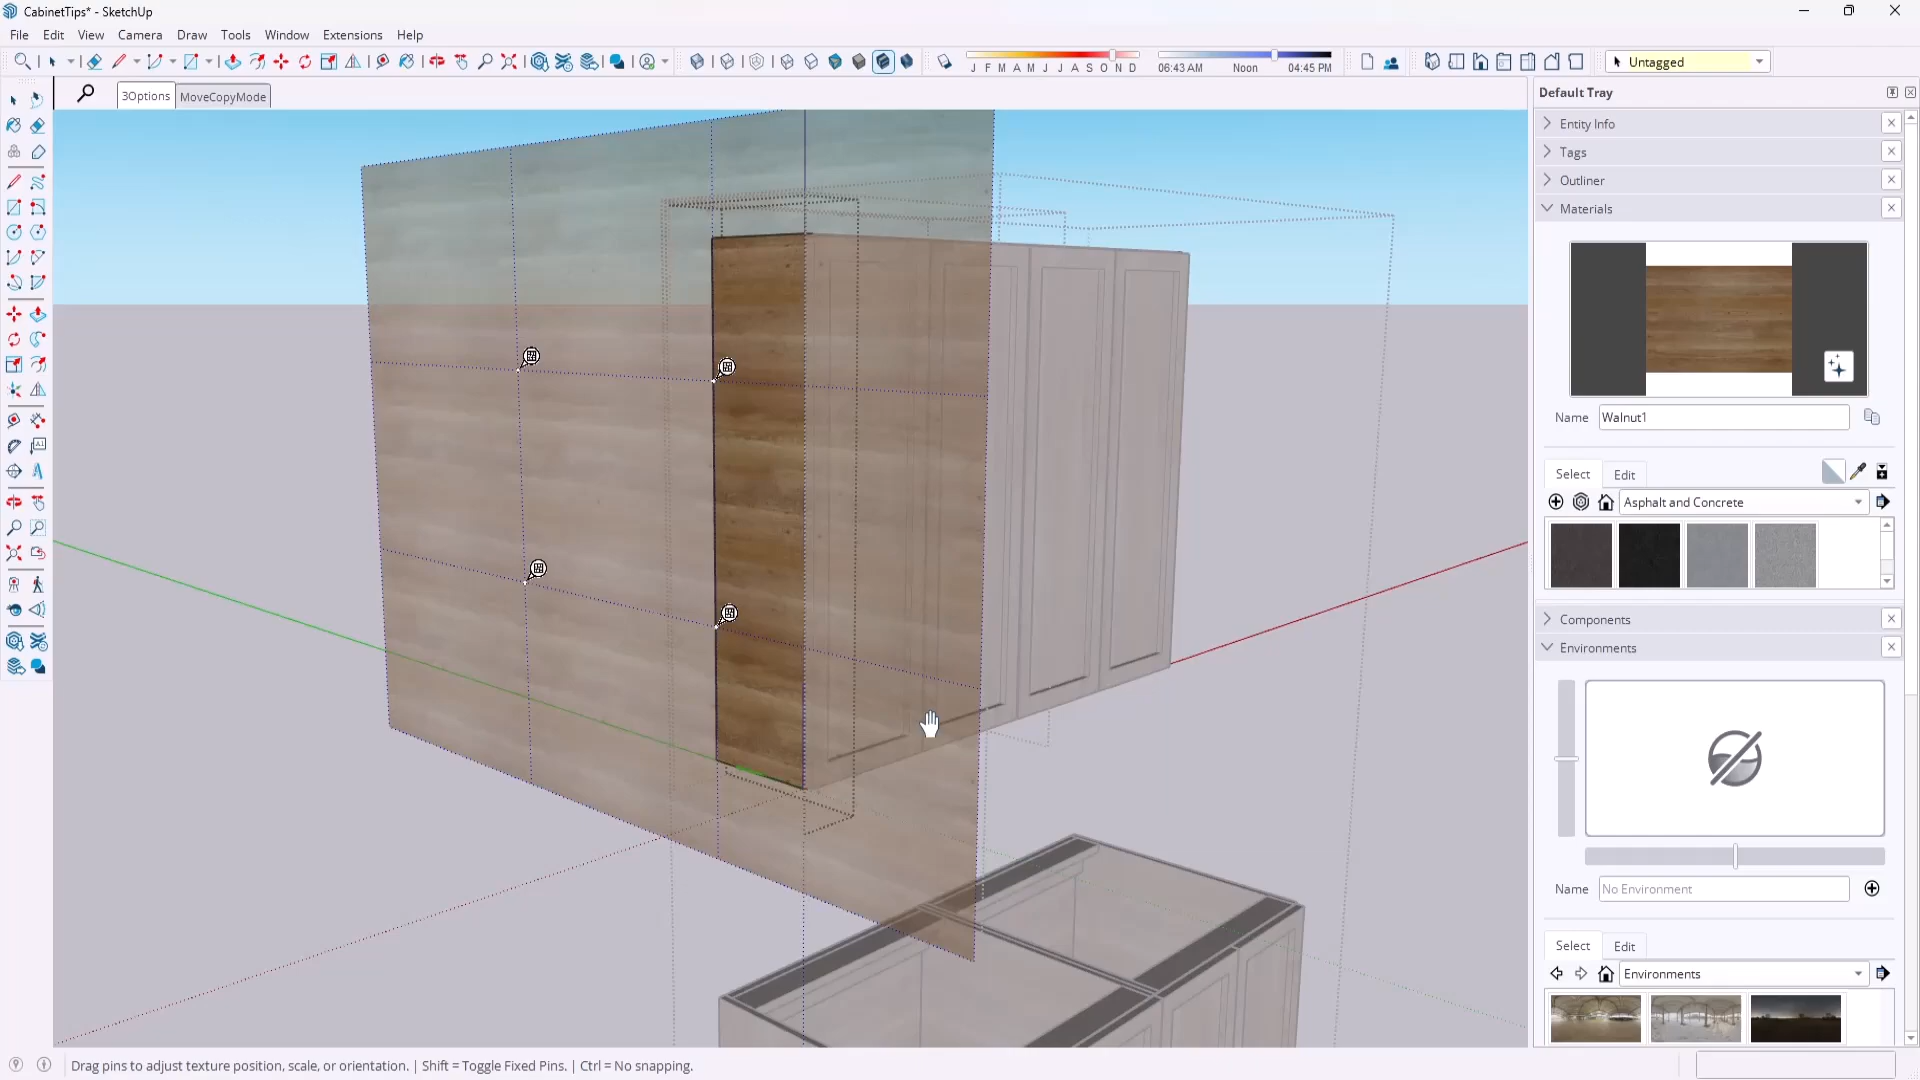 CabinetTips* - SketchUp
File Edit View Camera Draw Tools Window Extensions Help
J F M A M J J A S O N D 06:43 AM Noon 04:45 PM Untagged
3Options MoveCopyMode
Default Tray
Entity Info
Tags
Outliner
Materials
Name Walnut1
Select Edit
Asphalt and Concrete
Components
Environments
Name No Environment
Select Edit
Environments
Drag pins to adjust texture position, scale, or orientation. | Shift = Toggle Fixed Pins. | Ctrl = No snapping.